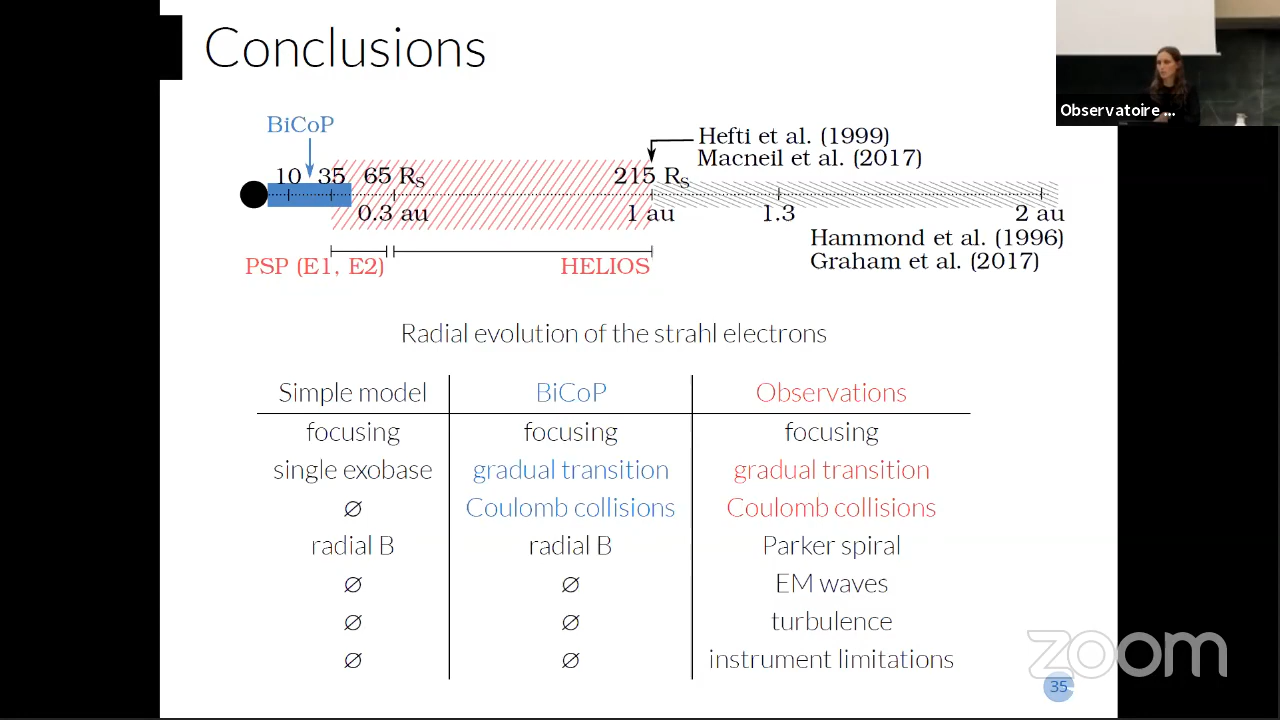 Conclusions
Observatoire ...
BiCoP
Hefti et al. (1999)
Macneil et al. (2017)
10 35 65 RS 215 RS
0.3 au 1 au 1.3 2 au
Hammond et al. (1996)
Graham et al. (2017)
PSP (E1, E2) HELIOS
Radial evolution of the strahl electrons
Simple model BiCoP Observations
focusing focusing focusing
single exobase gradual transition gradual transition
∅ Coulomb collisions Coulomb collisions
radial B radial B Parker spiral
∅ ∅ EM waves
∅ ∅ turbulence
∅ ∅ instrument limitations
zoom
35